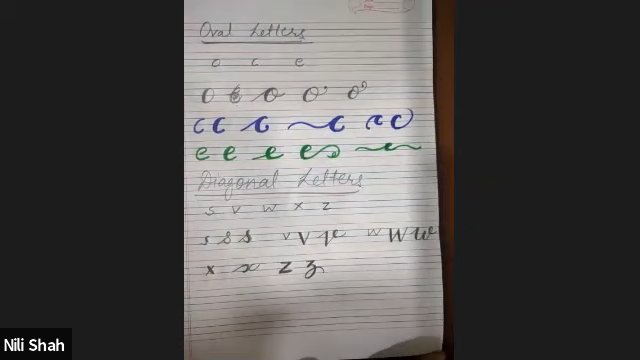 Oval Letters
o c e
o e o o o
c c c c c c
e e e e e
Diagonal Letters
s v w x z
s s s v v v w w w
x x z z
Nili Shah